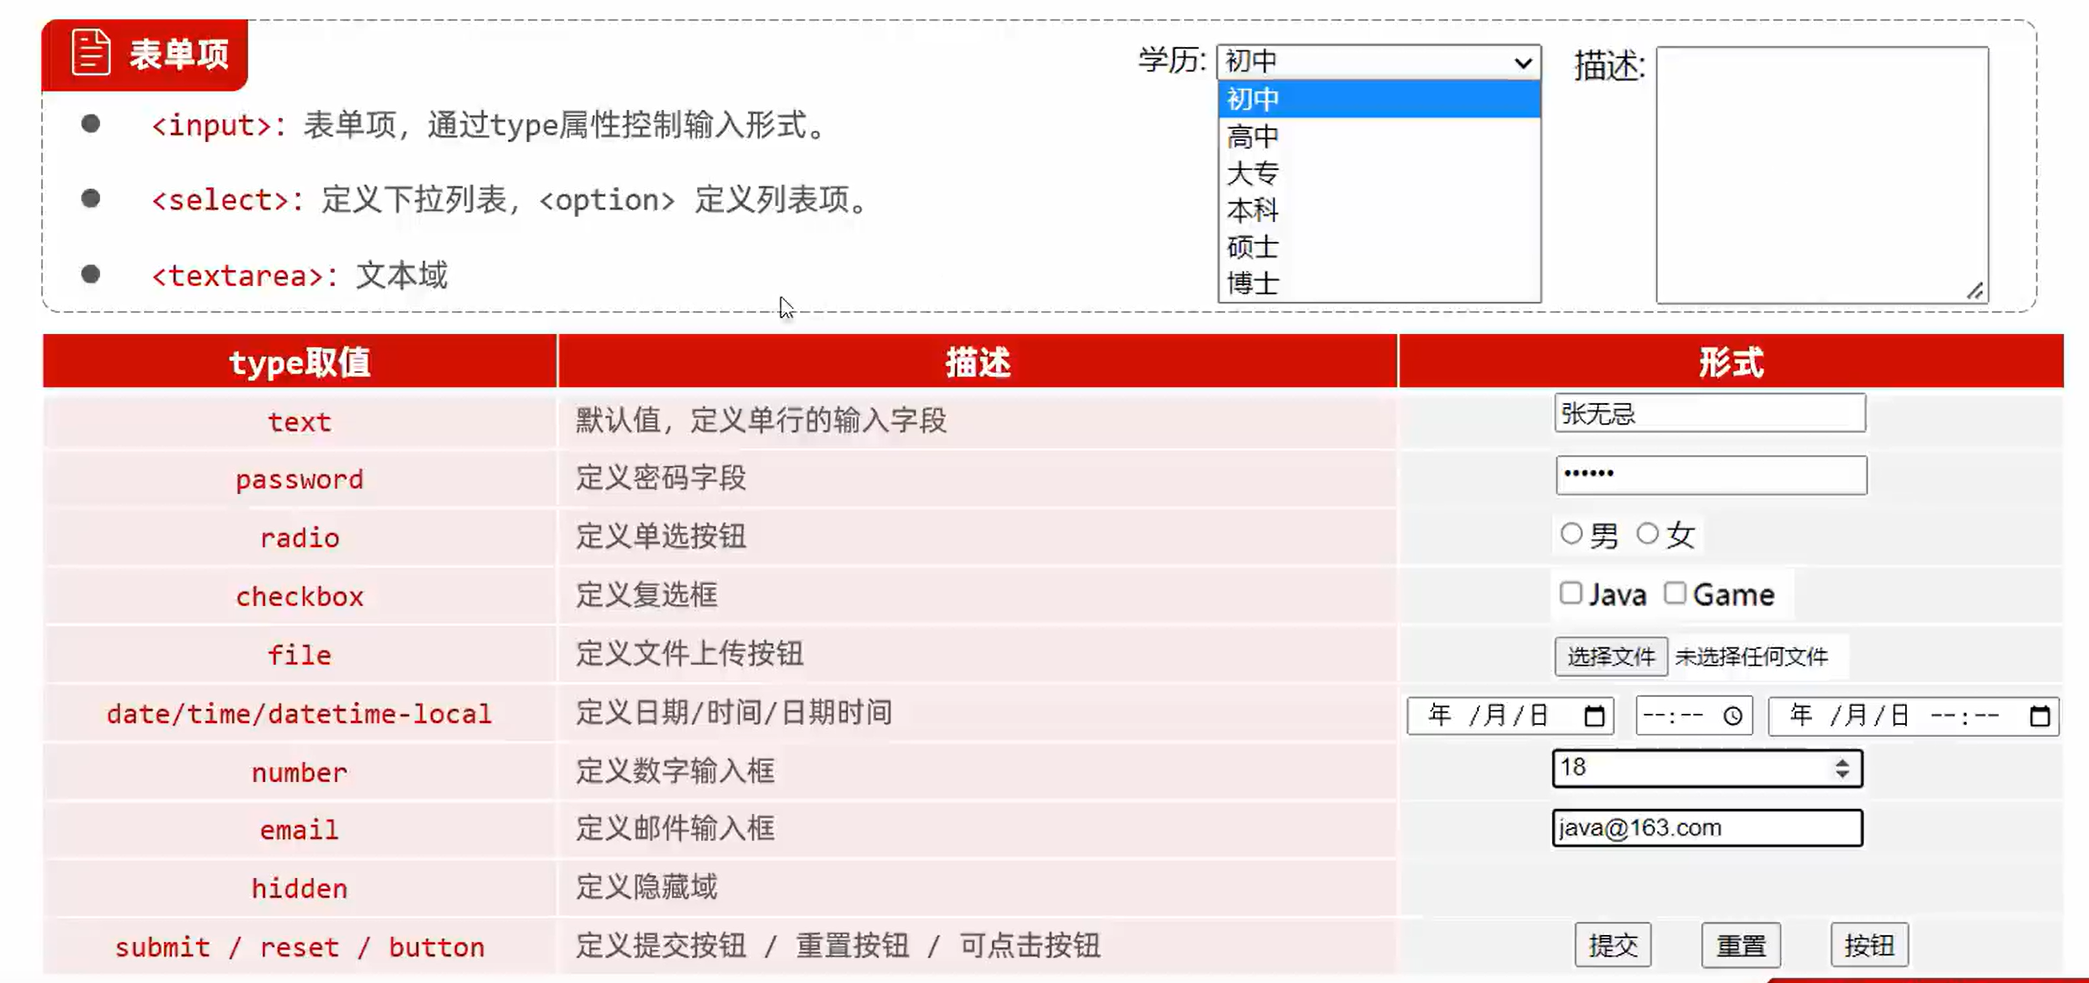 表单项
<input>：表单项，通过type属性控制输入形式。
<select>：定义下拉列表，<option> 定义列表项。
<textarea>：文本域
学历: 初中
初中
高中
大专
本科
硕士
博士
描述:
type取值 描述 形式
text 默认值，定义单行的输入字段 张无忌
password 定义密码字段 ••••••
radio 定义单选按钮 男 女
checkbox 定义复选框 Java Game
file 定义文件上传按钮 选择文件 未选择任何文件
date/time/datetime-local 定义日期/时间/日期时间 年 /月/日 --:-- 年 /月/日 --:--
number 定义数字输入框 18
email 定义邮件输入框 java@163.com
hidden 定义隐藏域
submit / reset / button 定义提交按钮 / 重置按钮 / 可点击按钮 提交 重置 按钮